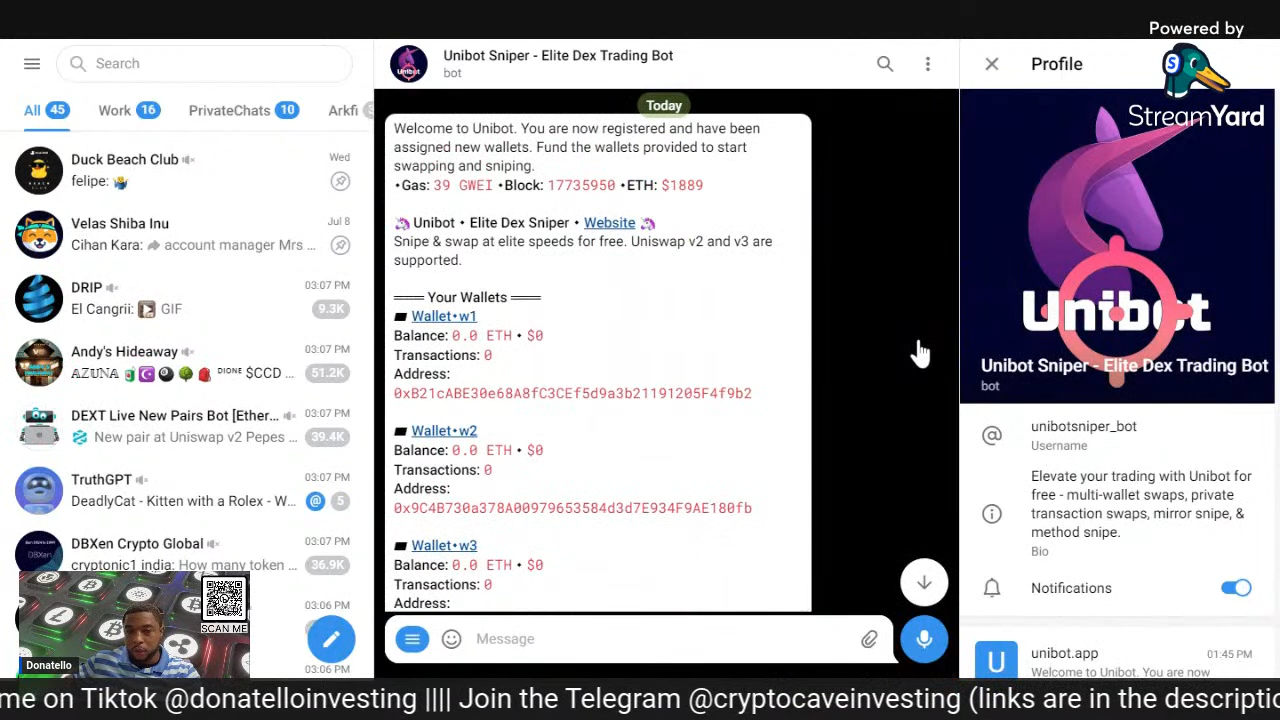 Powered by
StreamYard
Search
All 45
Work 16
PrivateChats 10
Arkfi
Duck Beach Club
Wed
felipe: 🤷
Velas Shiba Inu
Jul 8
Cihan Kara: account manager Mrs ...
DRIP
03:07 PM
El Cangrii: GIF
9.3K
Andy's Hideaway
03:07 PM
AZUNA 🧃☪️🎱🌳🎒 ᴰᴵᴼᴺᴱ $CCD ...
51.2K
DEXT Live New Pairs Bot [Ether...
03:07 PM
New pair at Uniswap v2 Pepes ...
39.4K
TruthGPT
03:07 PM
DeadlyCat - Kitten with a Rolex - W...
@ 5
DBXen Crypto Global
03:07 PM
cryptonic1 india: How many token ...
36.9K
03:06 PM
03:06 PM
SCAN ME
Donatello
Unibot Sniper - Elite Dex Trading Bot
bot
Today
Welcome to Unibot. You are now registered and have been
assigned new wallets. Fund the wallets provided to start
swapping and sniping.
•Gas: 39 GWEI •Block: 17735950 •ETH: $1889
🦄 Unibot • Elite Dex Sniper • Website 🦄
Snipe & swap at elite speeds for free. Uniswap v2 and v3 are
supported.
════ Your Wallets ════
Wallet•w1
Balance: 0.0 ETH • $0
Transactions: 0
Address:
0xB21cABE30e68A8fC3CEf5d9a3b21191205F4f9b2
Wallet•w2
Balance: 0.0 ETH • $0
Transactions: 0
Address:
0x9C4B730a378A00979653584d3d7E934F9AE180fb
Wallet•w3
Balance: 0.0 ETH • $0
Transactions: 0
Address:
Message
Profile
Unibot
Unibot Sniper - Elite Dex Trading Bot
bot
unibotsniper_bot
Username
Elevate your trading with Unibot for
free - multi-wallet swaps, private
transaction swaps, mirror snipe, &
method snipe.
Bio
Notifications
U
unibot.app
01:45 PM
Welcome to Unibot. You are now
me on Tiktok @donatelloinvesting |||| Join the Telegram @cryptocaveinvesting (links are in the descriptio